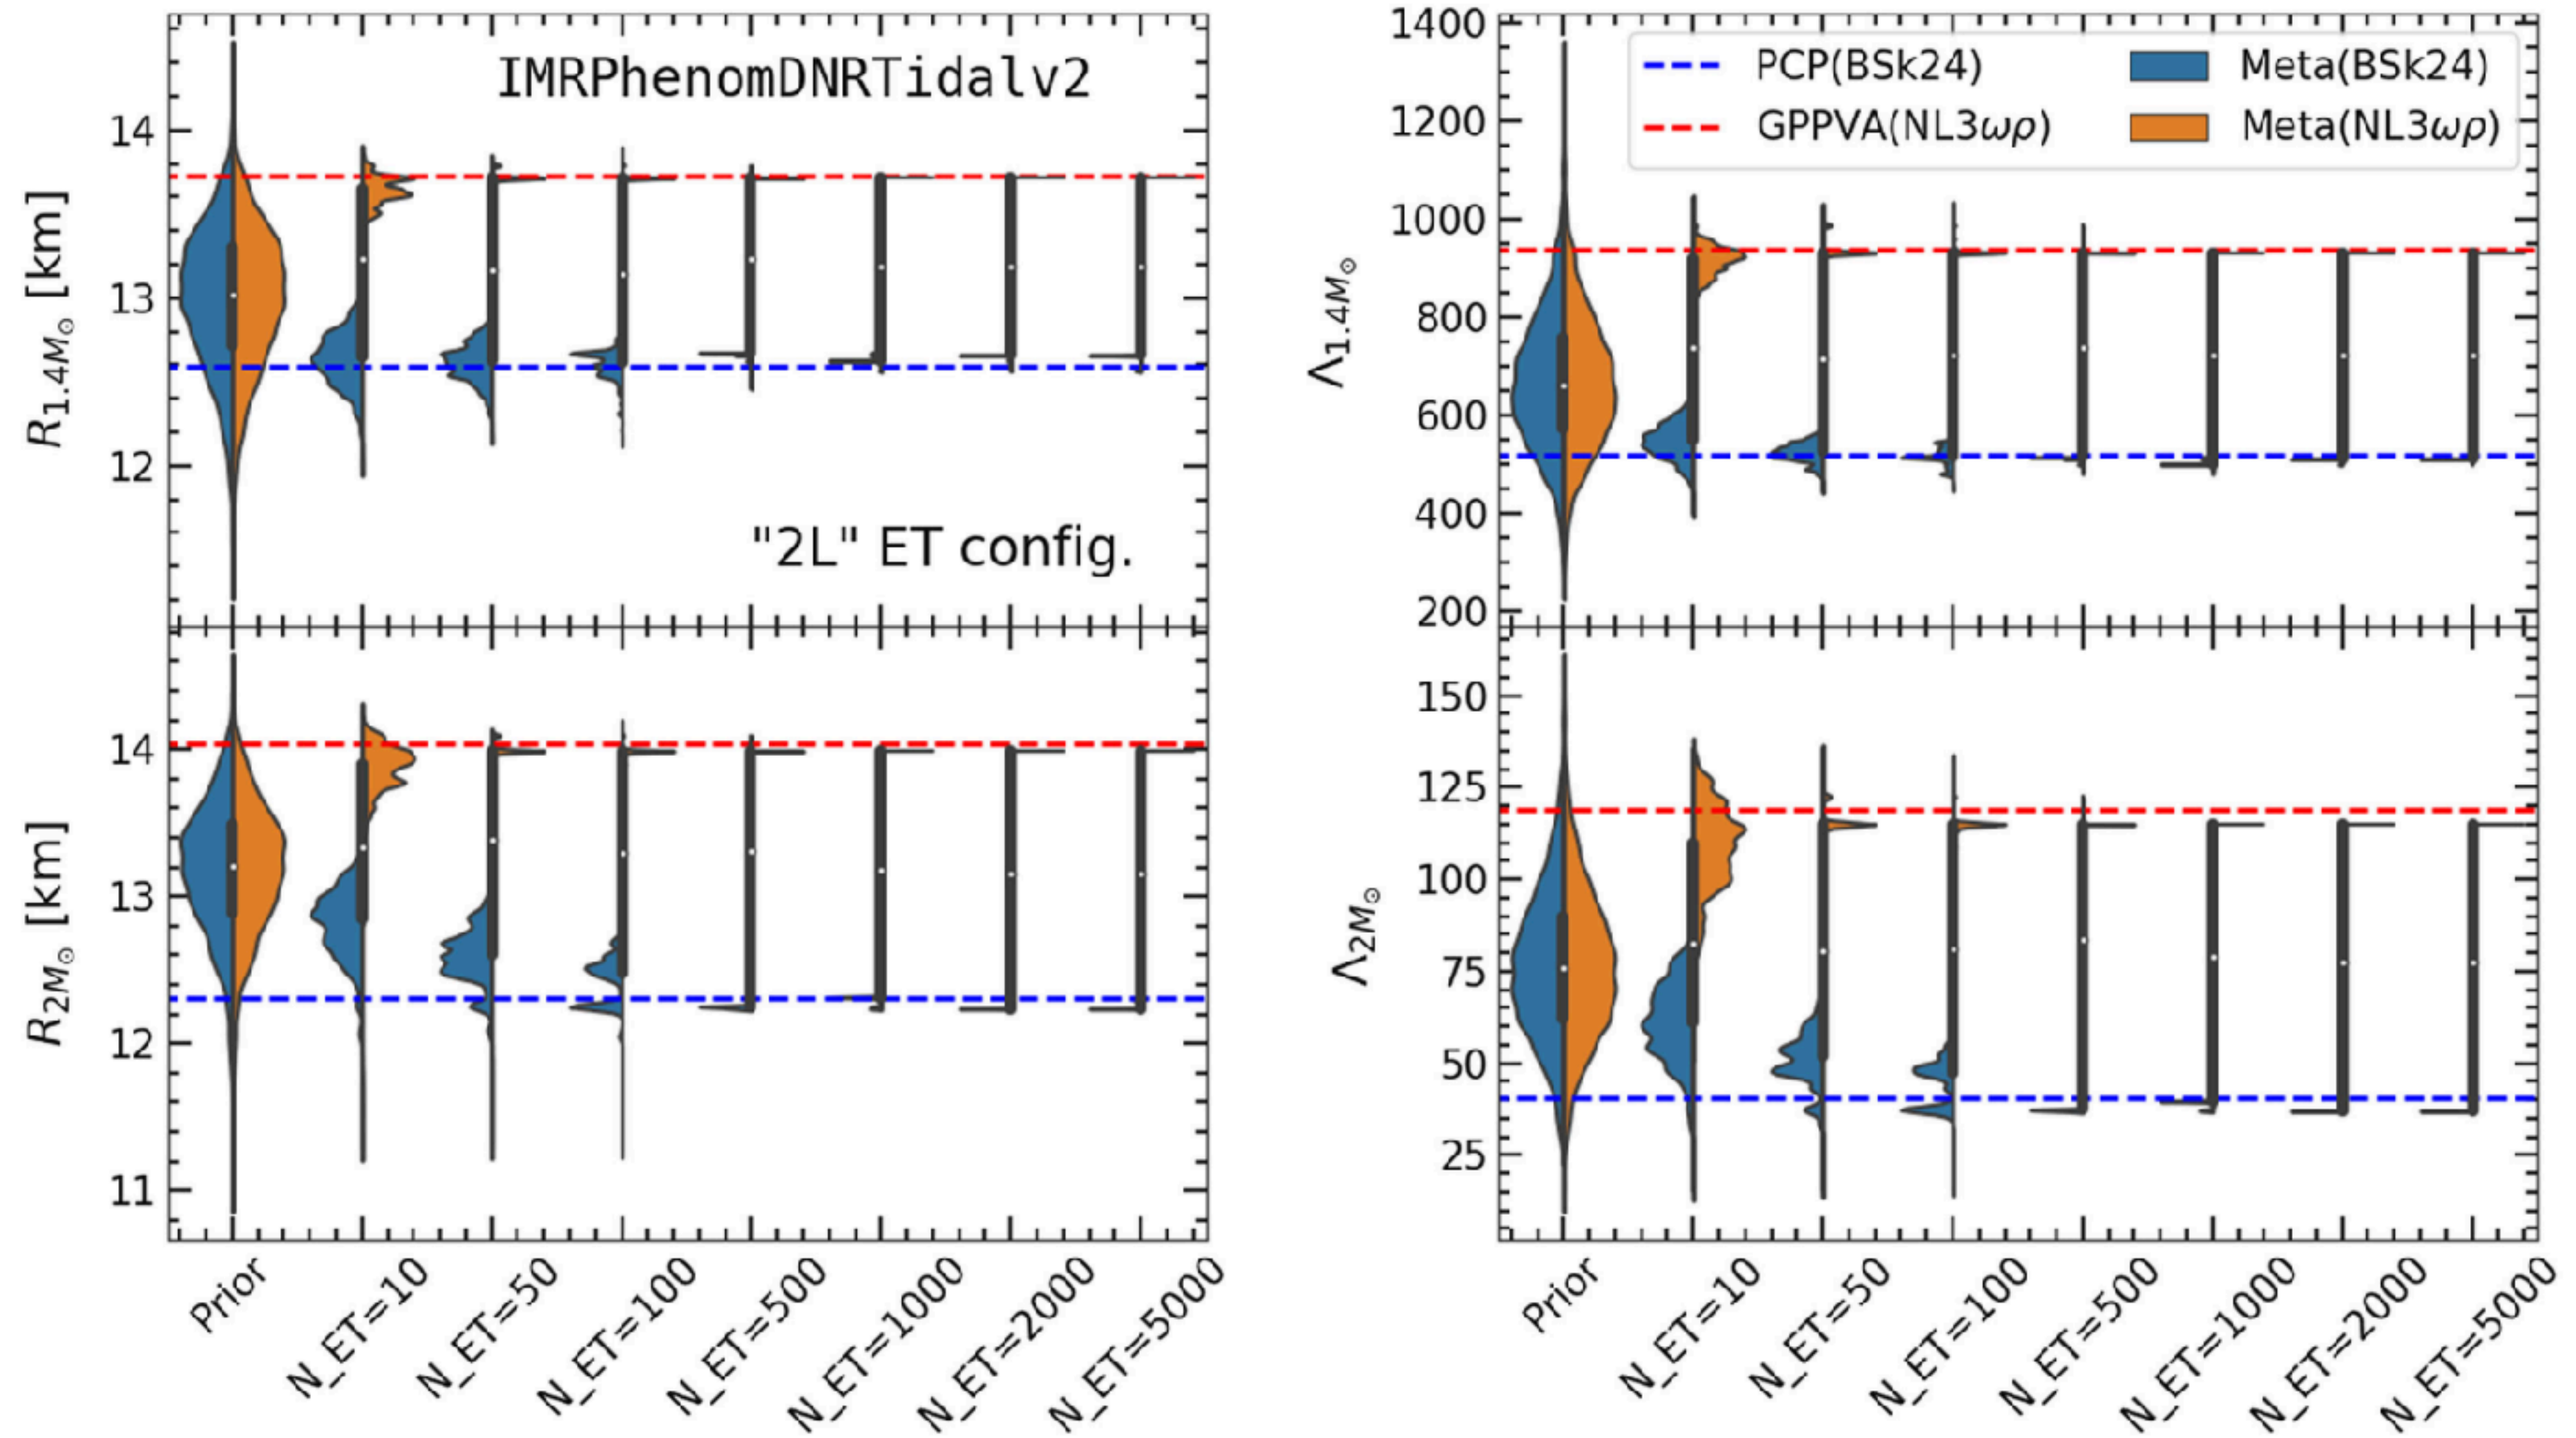 IMRPhenomDNRTidalv2
14
13
12
R1.4M⊙ [km]
"2L" ET config.
14
13
12
11
R2M⊙ [km]
Prior
N_ET=10
N_ET=50
N_ET=100
N_ET=500
N_ET=1000
N_ET=2000
N_ET=5000
PCP(BSk24)
GPPVA(NL3ωρ)
Meta(BSk24)
Meta(NL3ωρ)
1400
1200
1000
800
600
400
200
Λ1.4M⊙
150
125
100
75
50
25
Λ2M⊙
Prior
N_ET=10
N_ET=50
N_ET=100
N_ET=500
N_ET=1000
N_ET=2000
N_ET=5000